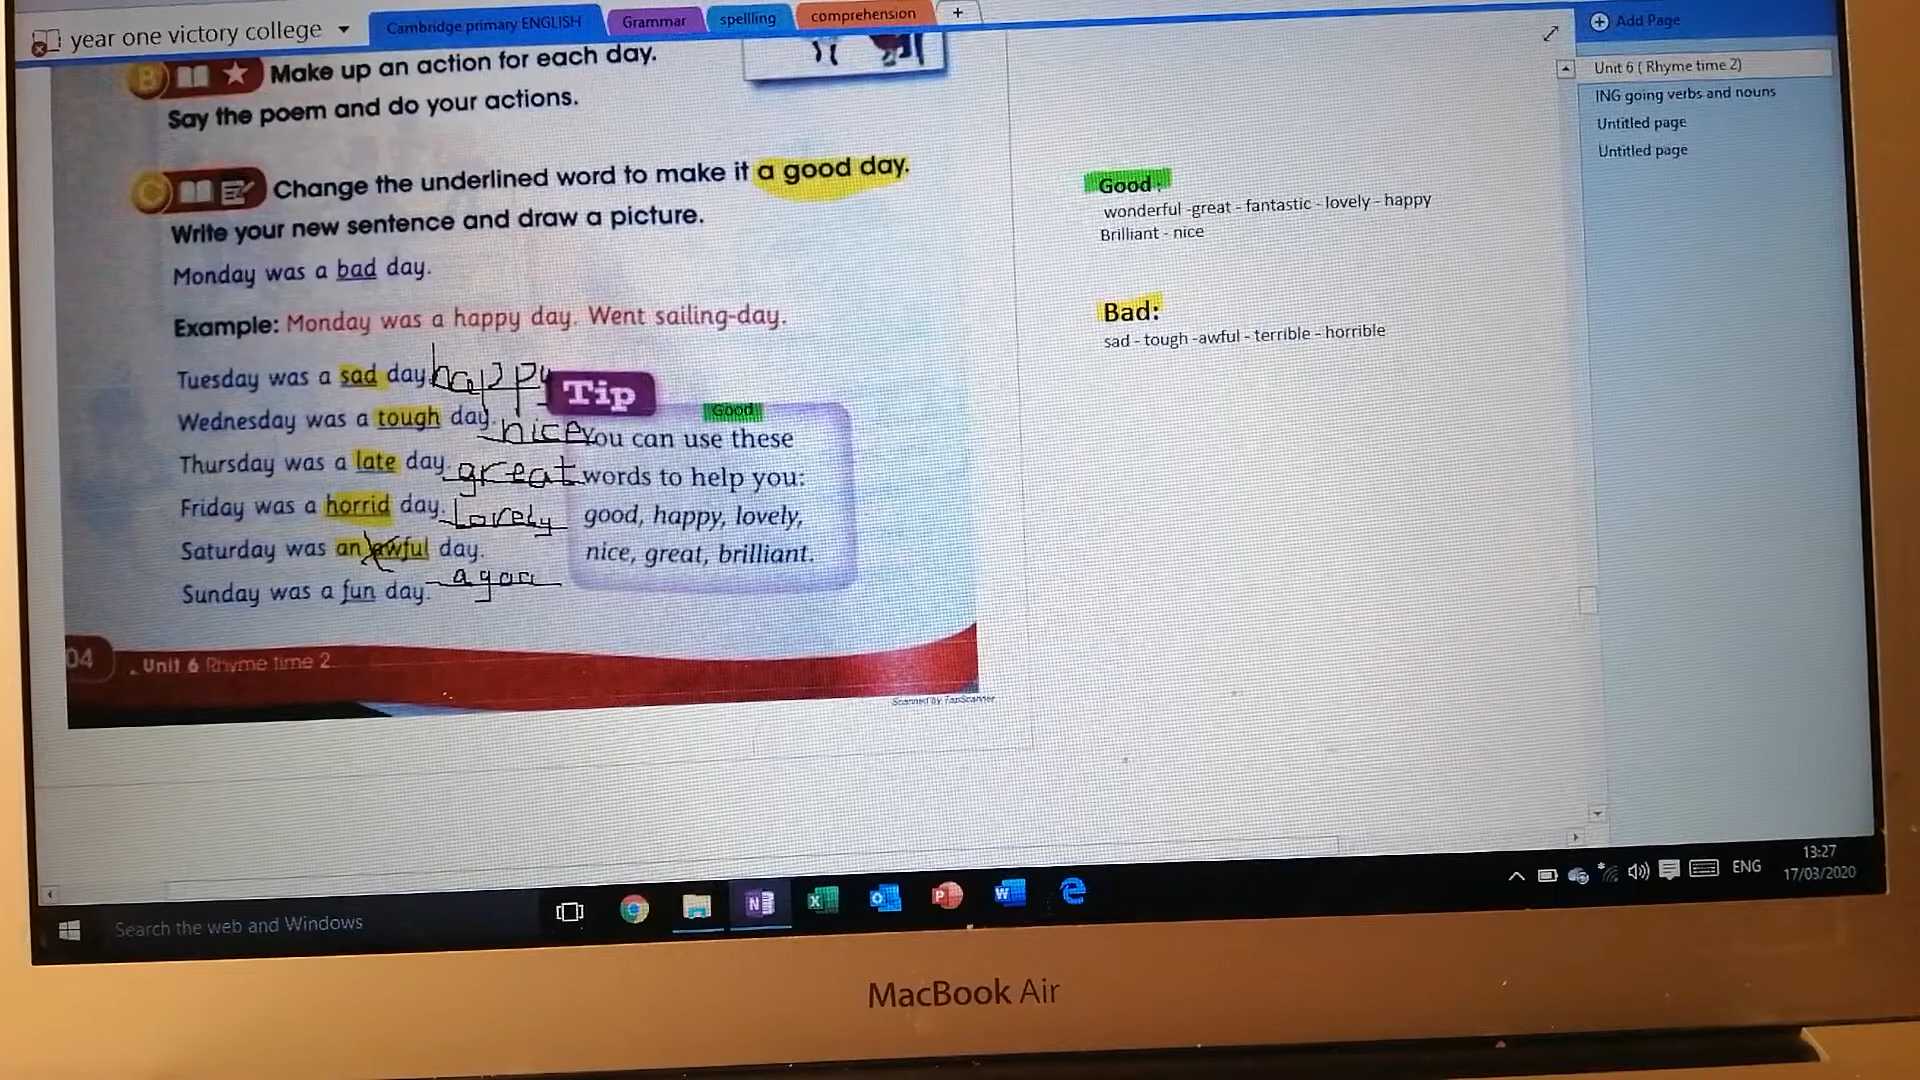 year one victory college
Cambridge primary ENGLISH
Grammar
spellling
comprehension
+
Add Page
Unit 6 ( Rhyme time 2)
ING going verbs and nouns
Untitled page
Untitled page
B Make up an action for each day.
Say the poem and do your actions.
C Change the underlined word to make it a good day.
Write your new sentence and draw a picture.
Monday was a bad day.
Example: Monday was a happy day. Went sailing-day.
Tuesday was a sad day. happy
Wednesday was a tough day. nice
Thursday was a late day. great
Friday was a horrid day. Lovely
Saturday was an awful day.
a goo
Sunday was a fun day.
Tip
Good
You can use these
words to help you:
good, happy, lovely,
nice, great, brilliant.
04 Unit 6 Rhyme time 2
Scanned by TapScanner
Good :
wonderful -great - fantastic - lovely - happy
Brilliant - nice
Bad:
sad - tough -awful - terrible - horrible
Search the web and Windows
ENG
13:27
17/03/2020
MacBook Air